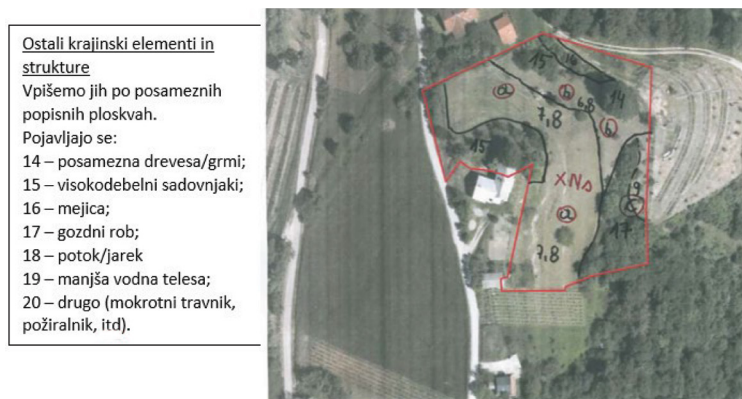 Ostali krajinski elementi in
strukture
Vpišemo jih po posameznih
popisnih ploskvah.
Pojavljajo se:
14 – posamezna drevesa/grmi;
15 – visokodebelni sadovnjaki;
16 – mejica;
17 – gozdni rob;
18 – potok/jarek
19 – manjša vodna telesa;
20 – drugo (mokrotni travnik,
požiralnik, itd).
15
16
a
b
6,8
14
7,8
b
15
XNs
19
a
17
7,8